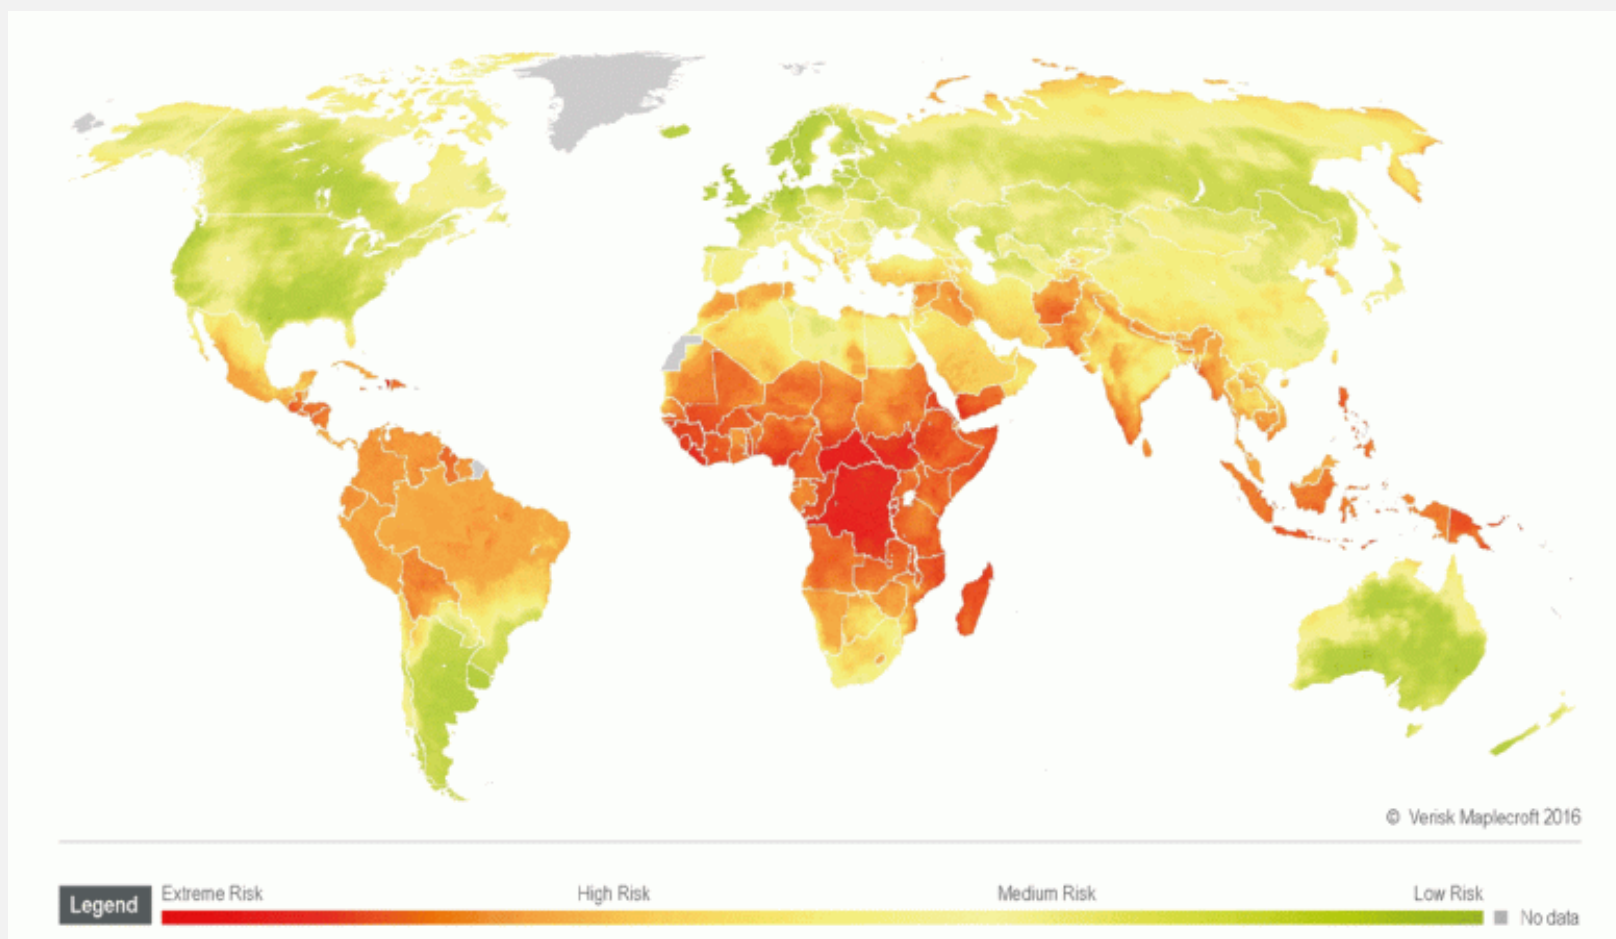 © Verisk Maplecroft 2016
Legend
Extreme Risk
High Risk
Medium Risk
Low Risk
No data